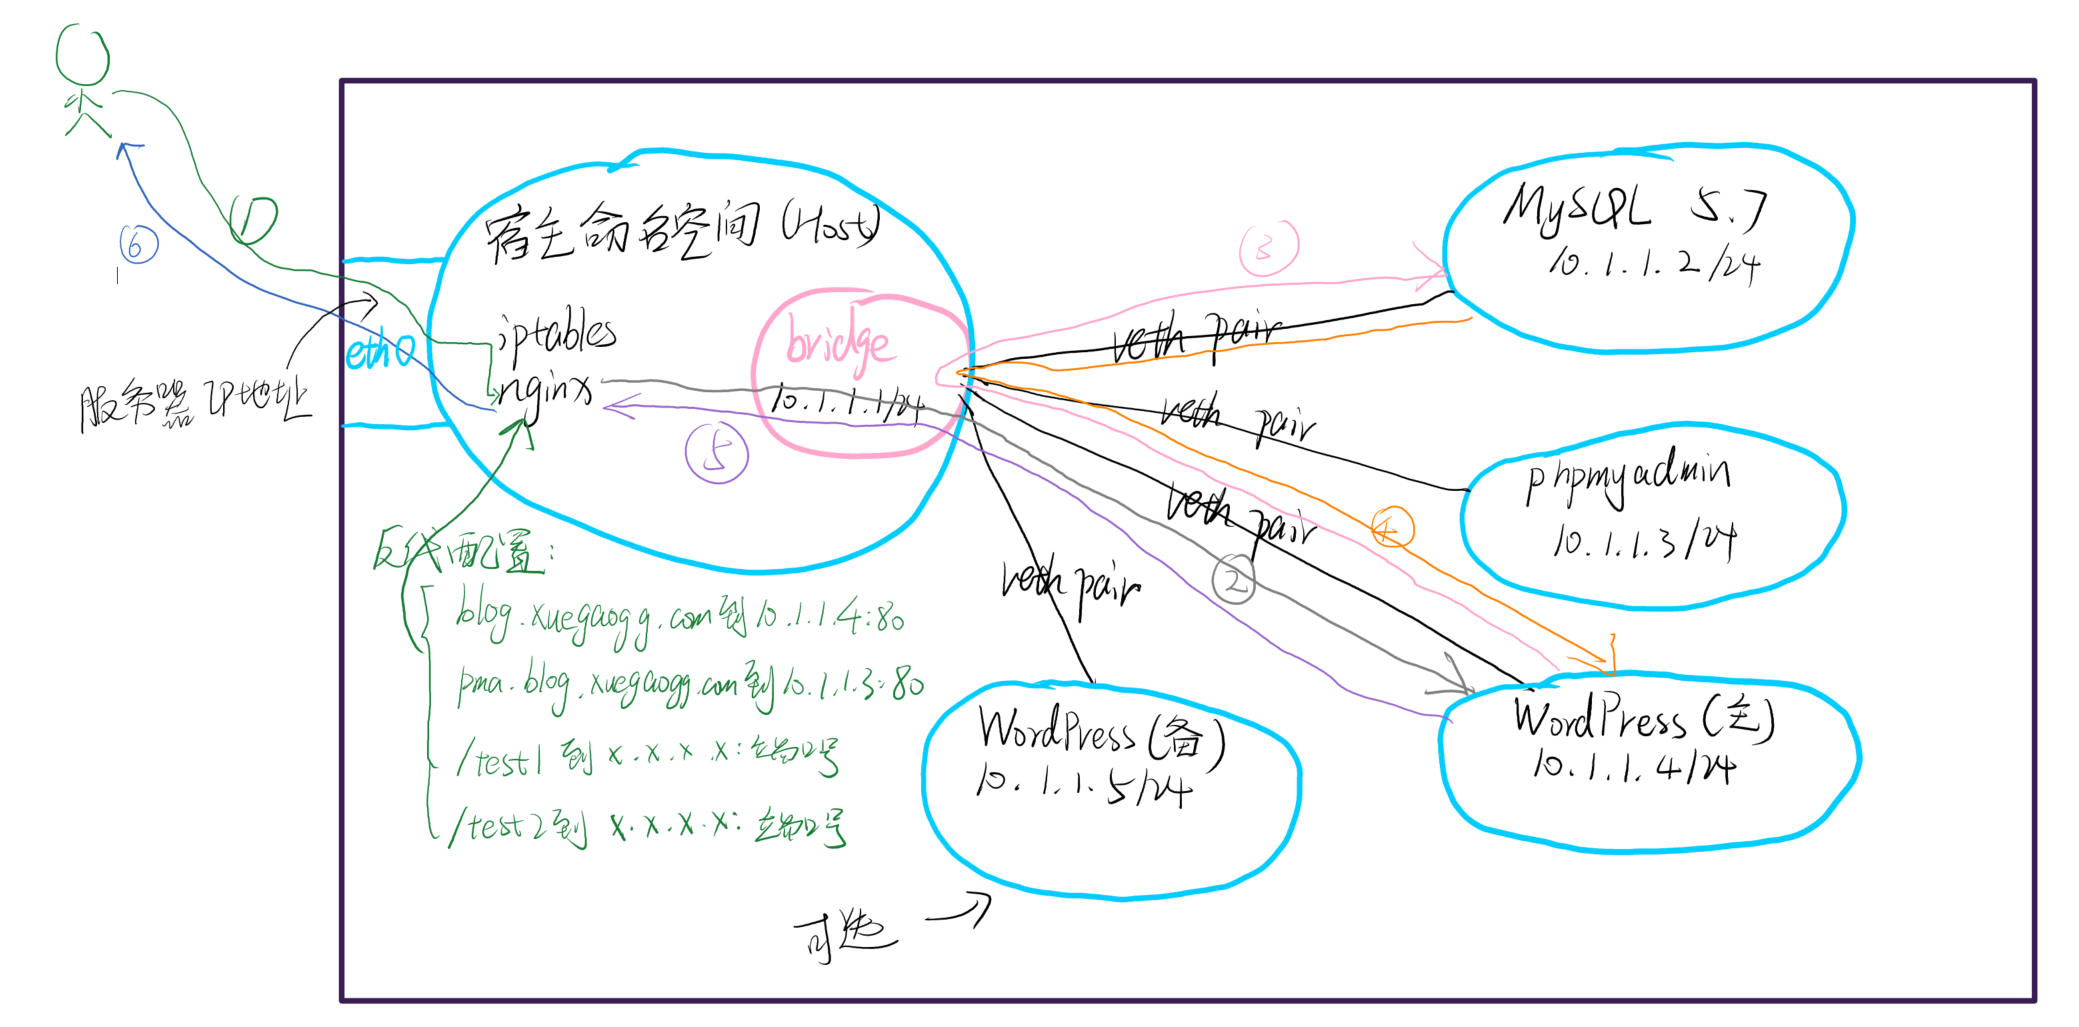 ①
⑥
宿主命名空间 (Host)
iptables
nginx
eth0
服务器 IP地址
bridge
10.1.1.1/24
③
MySQL 5.7
10.1.1.2/24
veth pair
veth pair
phpmyadmin
10.1.1.3/24
⑤
veth pair
④
②
veth pair
反代配置:
blog.xuegaogg.com到10.1.1.4:80
pma.blog.xuegaogg.com到10.1.1.3:80
/test1 到 x.x.x.x:端口号
/test2到 x.x.x.x:端口号
WordPress (备)
10.1.1.5/24
WordPress (主)
10.1.1.4/24
可选